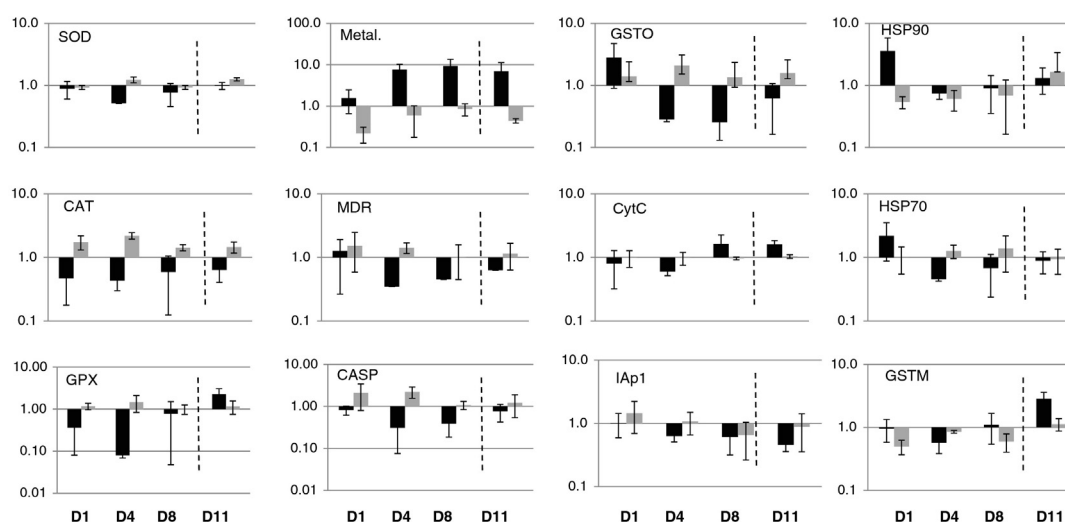 10.0 SOD 1.0 0.1
100.0 Metal. 10.0 1.0 0.1
10.0 GSTO 1.0 0.1
10.0 HSP90 1.0 0.1
10.0 CAT 1.0 0.1
10.0 MDR 1.0 0.1
10.0 CytC 1.0 0.1
10.0 HSP70 1.0 0.1
10.00 GPX 1.00 0.10 0.01
100.00 CASP 10.0 1.0 0.1 0.01
10.0 IAp1 1.0 0.1
10.0 GSTM 1.0 0.1
D1 D4 D8 D11
D1 D4 D8 D11
D1 D4 D8 D11
D1 D4 D8 D11